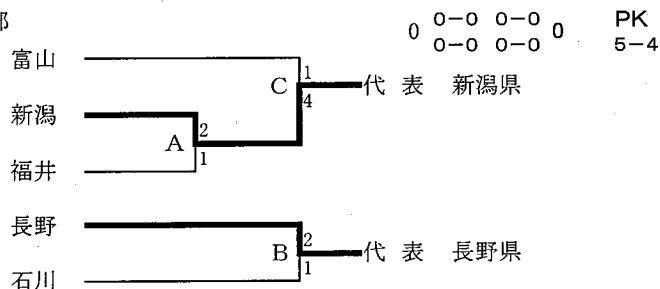 部
0 0-0 0-0 0 PK
0-0 0-0 5-4
富山
1
C 代表 新潟県
4
新潟
2
A
1
福井
長野
2
B 代表 長野県
1
石川